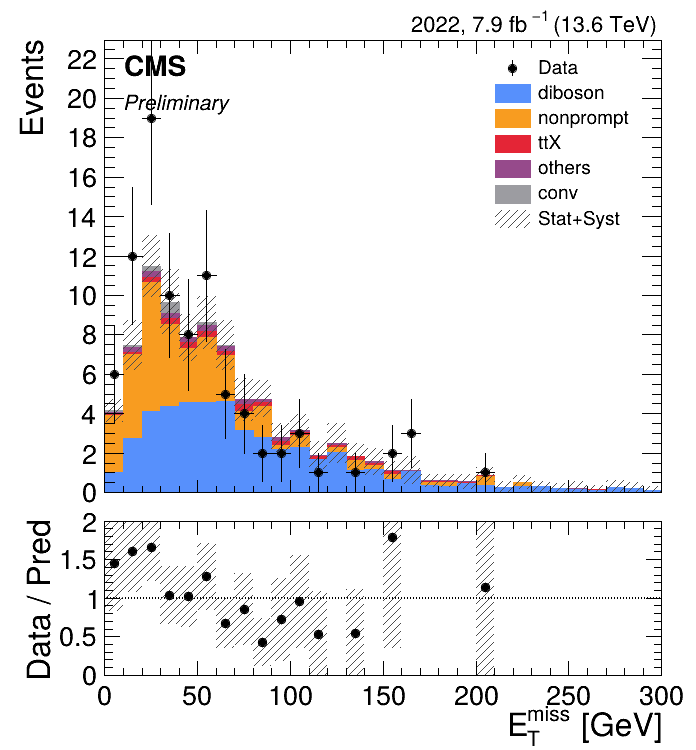 2022, 7.9 fb⁻¹ (13.6 TeV)
Events
22
20
18
16
14
12
10
8
6
4
2
0
CMS
Preliminary
Data
diboson
nonprompt
ttX
others
conv
Stat+Syst
Data / Pred
2
1.5
1
0.5
0
0 50 100 150 200 250 300
E_T^miss [GeV]